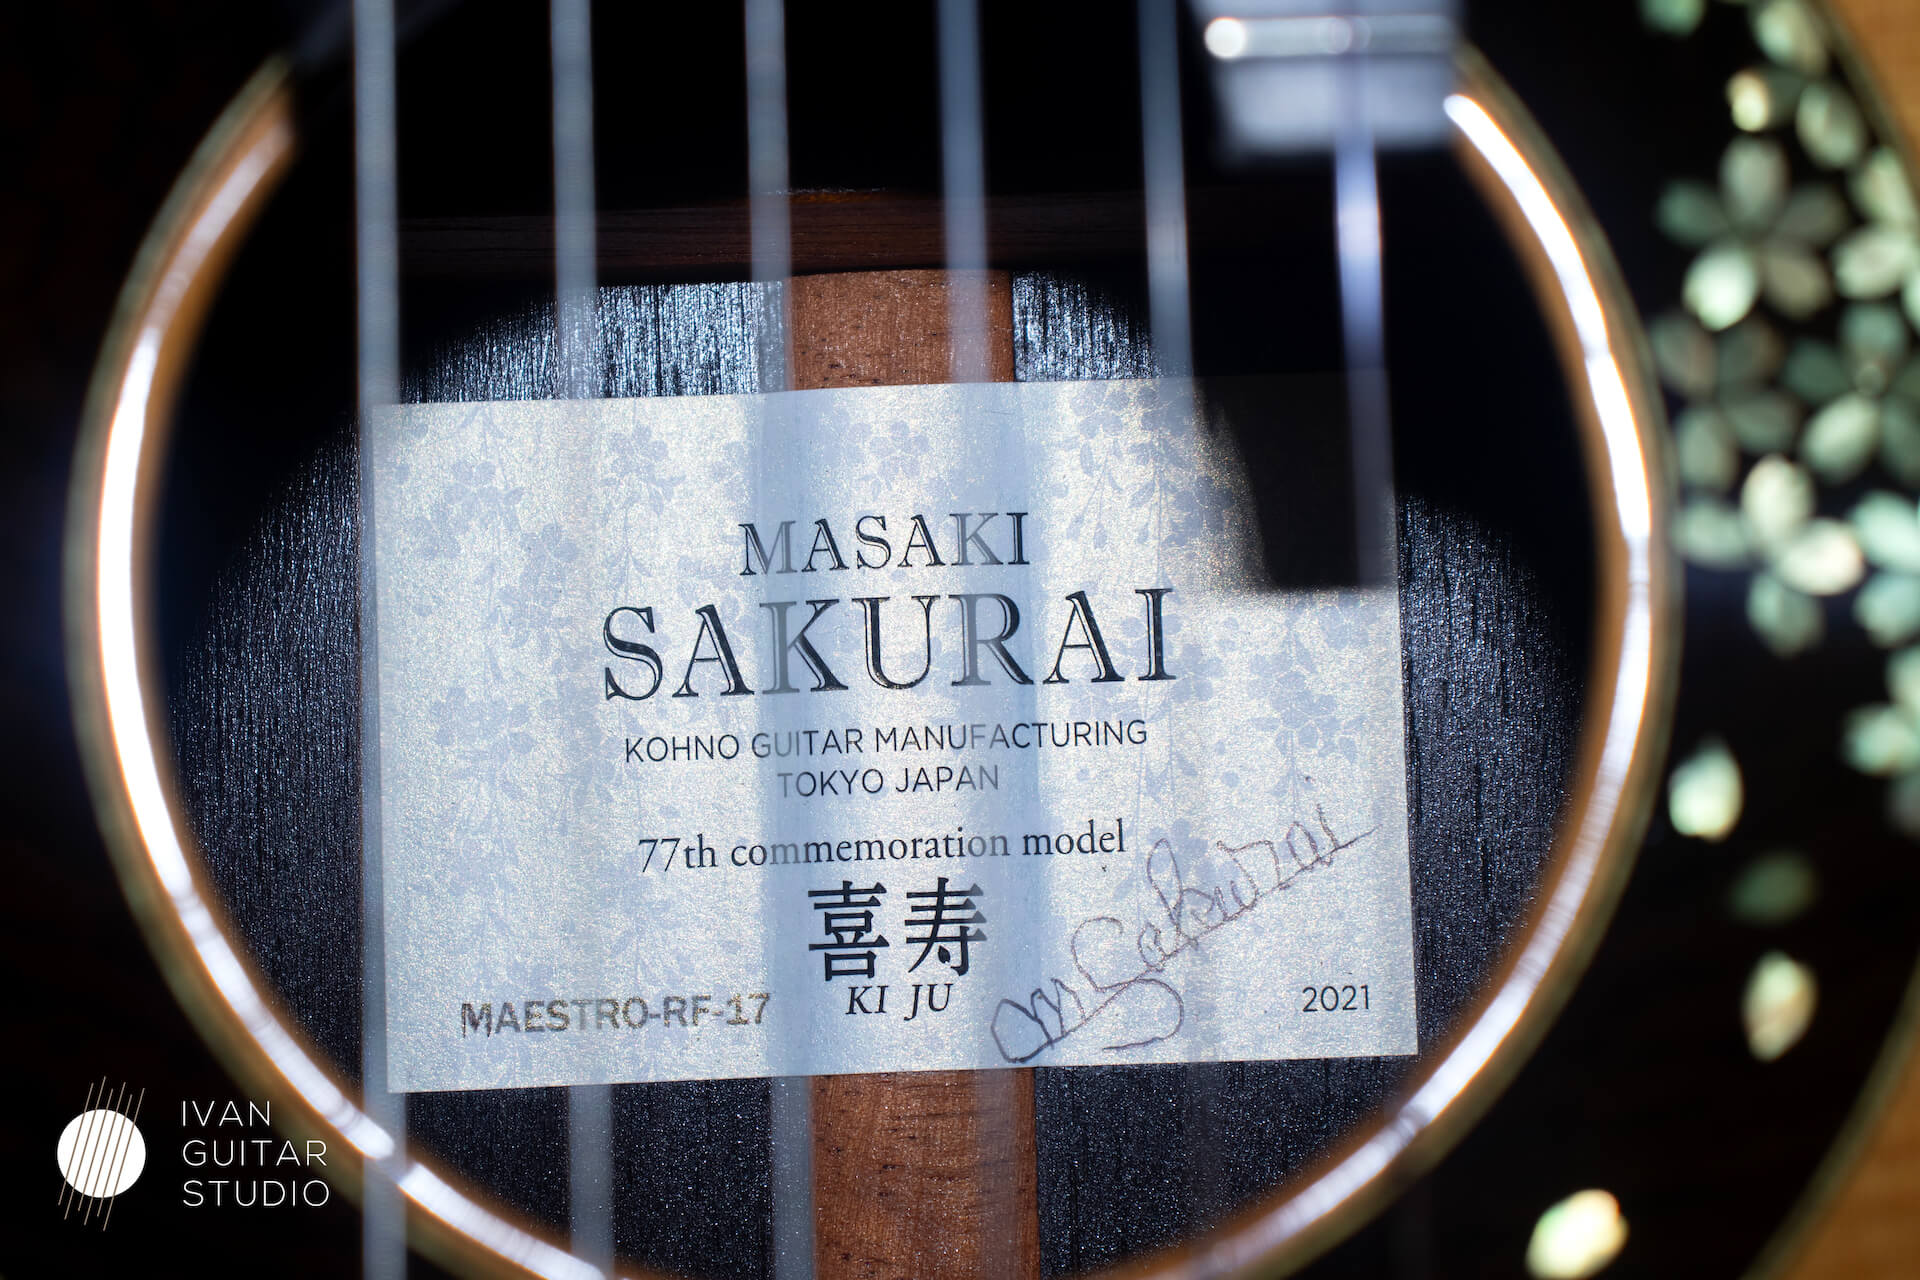 MASAKI
SAKURAI
KOHNO GUITAR MANUFACTURING
TOKYO JAPAN
77th commemoration model
喜寿
KI JU
MAESTRO-RF-17
M Sakurai
2021
IVAN
GUITAR
STUDIO